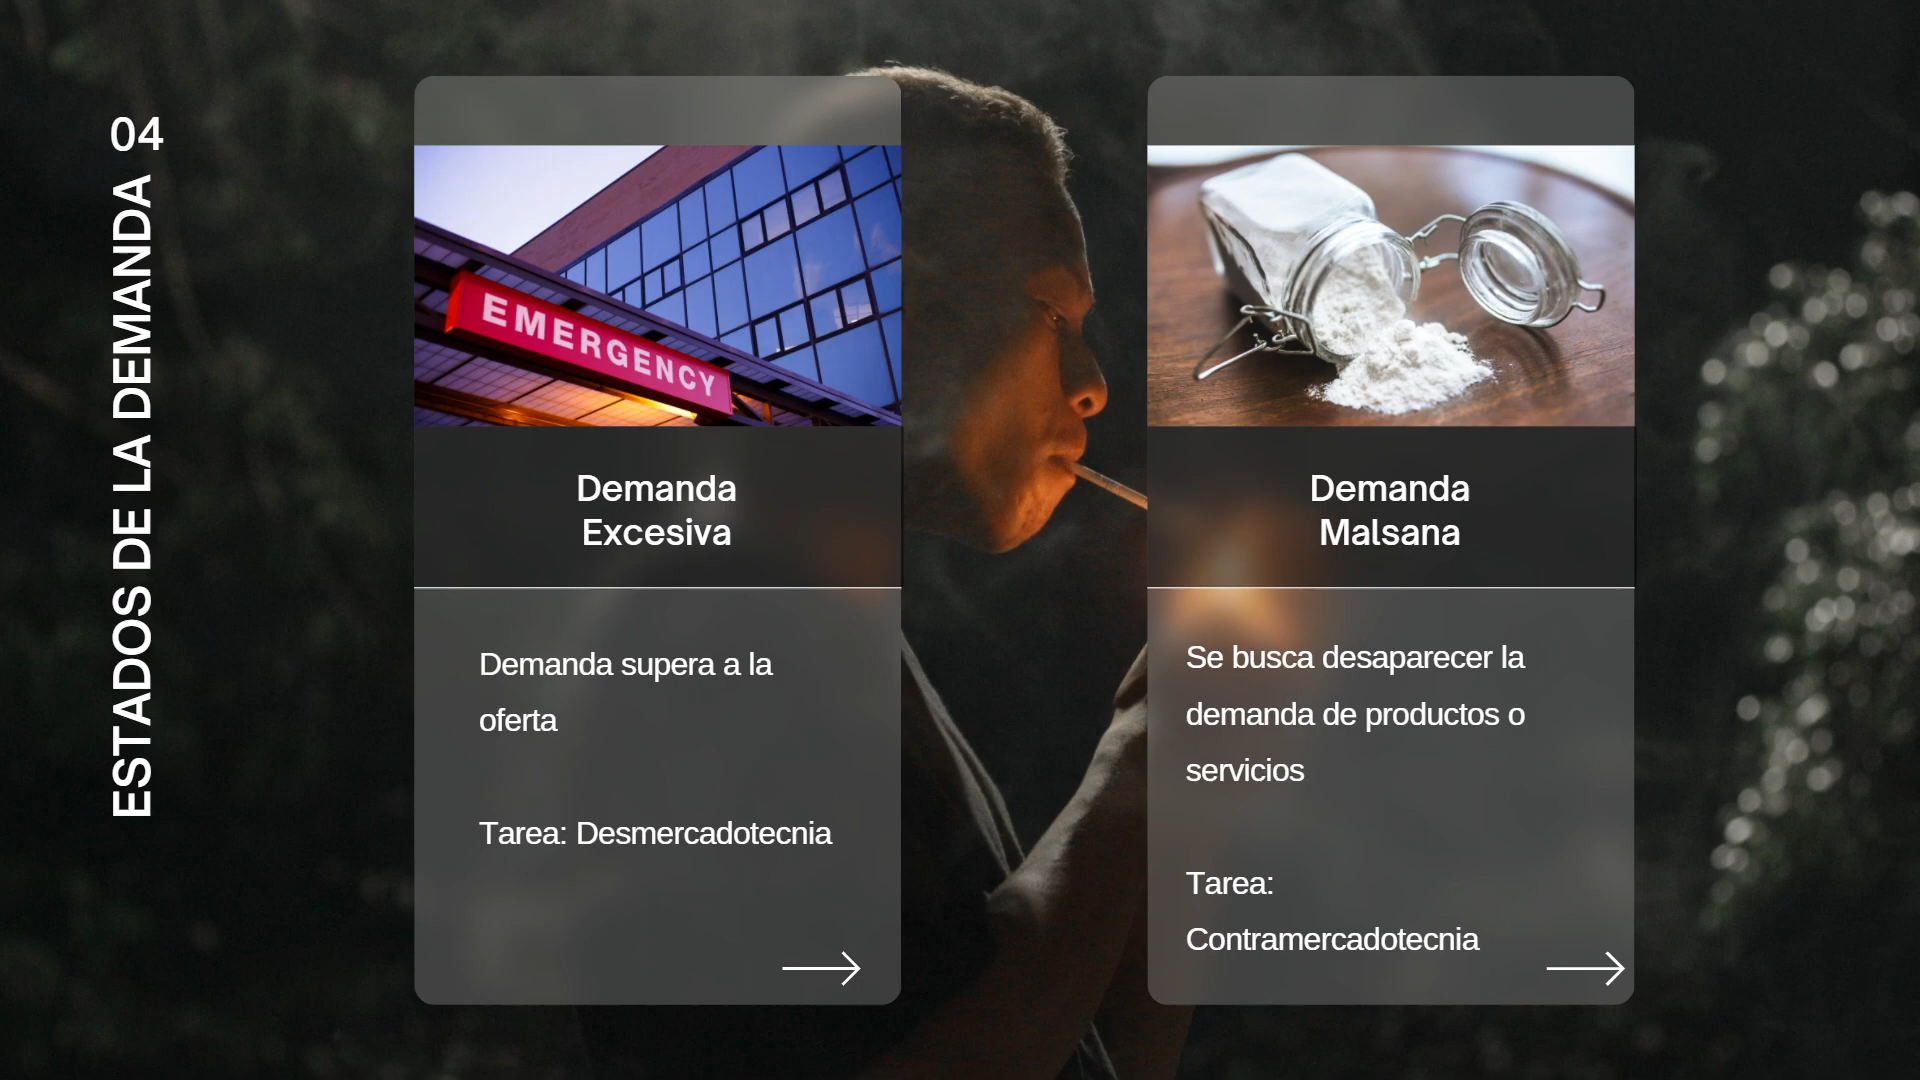 04
ESTADOS DE LA DEMANDA
EMERGENCY
Demanda
Excesiva
Demanda supera a la
oferta
Tarea: Desmercadotecnia
Demanda
Malsana
Se busca desaparecer la
demanda de productos o
servicios
Tarea:
Contramercadotecnia